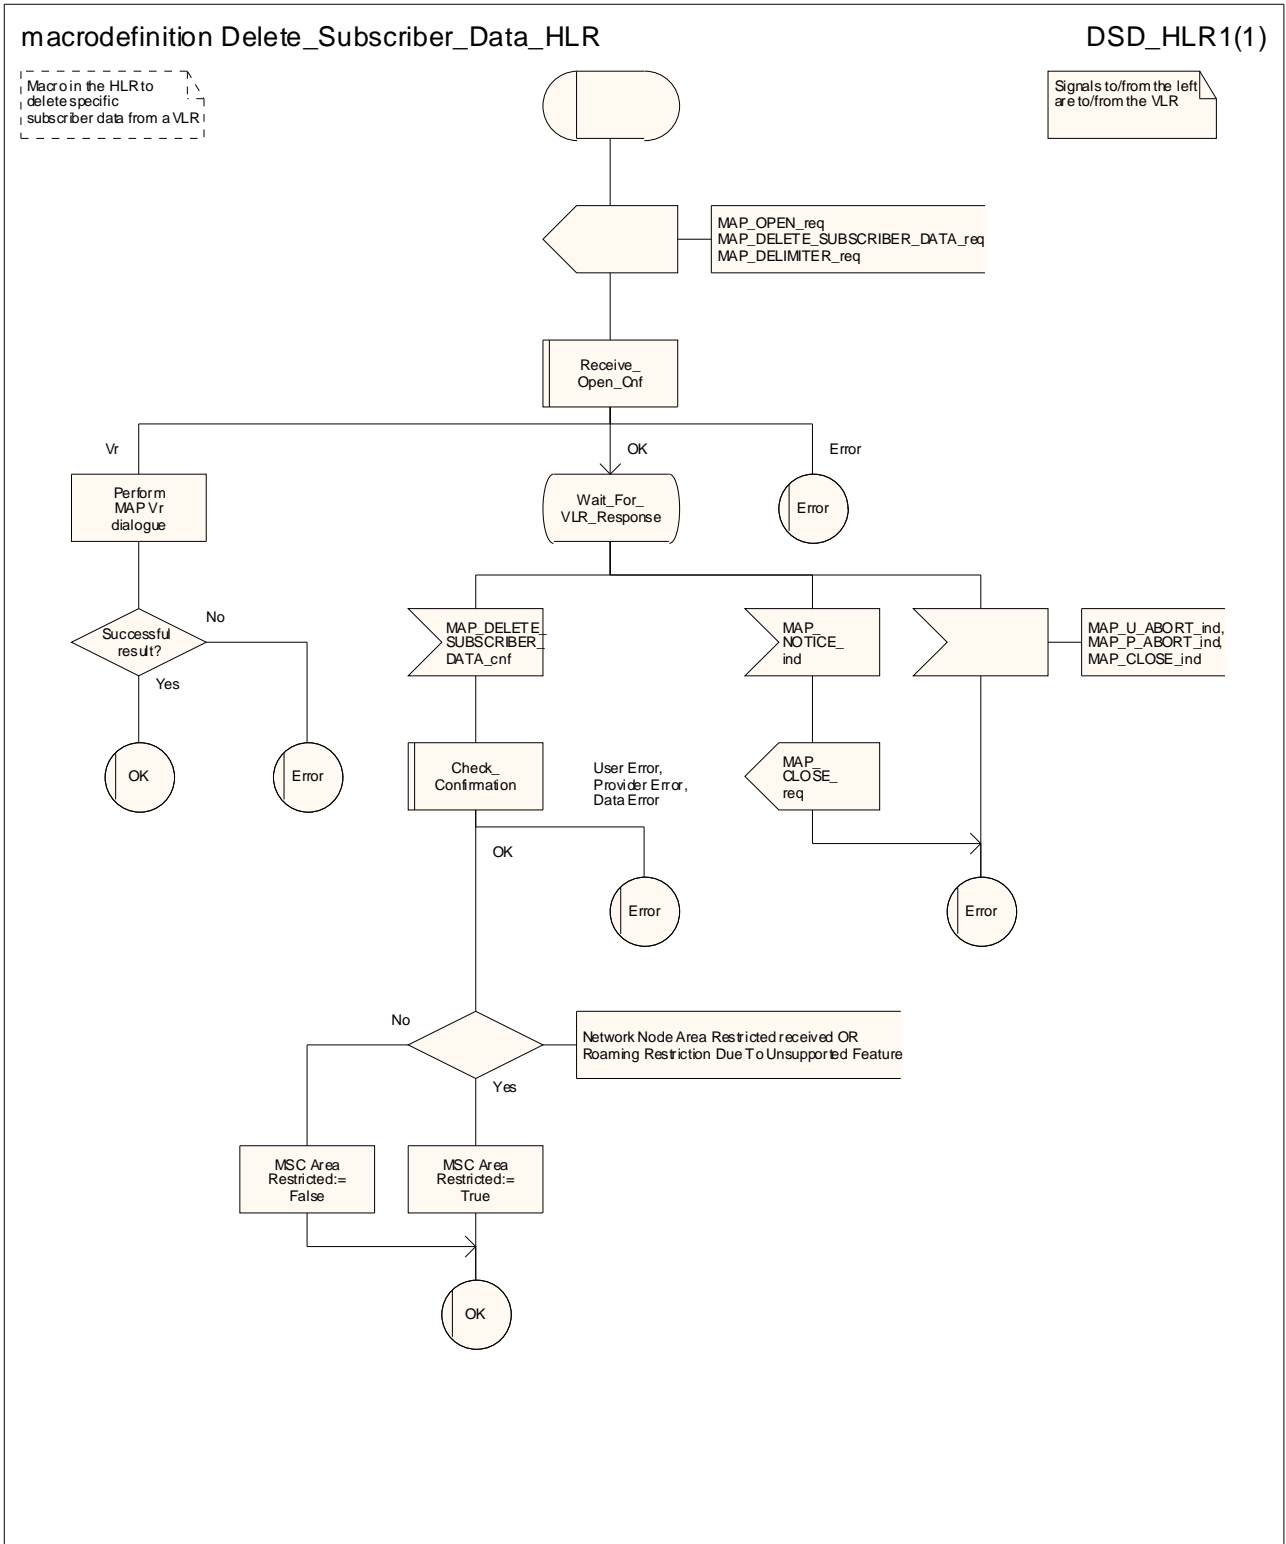 macrodefinition Delete_Subscriber_Data_HLR
DSD_HLR1(1)
Macro in the HLR to
delete specific
subscriber data from a VLR
Signals to/from the left
are to/from the VLR
MAP_OPEN_req
MAP_DELETE_SUBSCRIBER_DATA_req
MAP_DELIMITER_req
Receive_
Open_Cnf
Vr
OK
Error
Perform
MAP Vr
dialogue
Wait_For_
VLR_Response
Error
Successful
result?
No
Yes
MAP_DELETE_
SUBSCRIBER_
DATA_cnf
MAP_
NOTICE_
ind
MAP_U_ABORT_ind,
MAP_P_ABORT_ind,
MAP_CLOSE_ind
OK
Error
Check_
Confirmation
User Error,
Provider Error,
Data Error
MAP_
CLOSE_
req
OK
Error
Error
No
Network Node Area Restricted received OR
Roaming Restriction Due To Unsupported Feature
Yes
MSC Area
Restricted:=
False
MSC Area
Restricted:=
True
OK